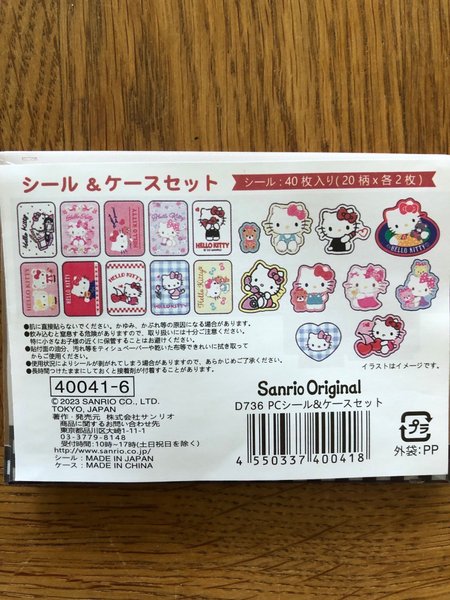 シール & ケースセット
シール : 40枚入り(20柄x各2枚)
HELLO KITTY
HELLO KITTY
HELLO KITTY
Hello Kitty
●肌に直接貼らないでください。かゆみ、かぶれ等の原因になる場合があります。
●飲み込むと窒息する危険がありますので、取り扱いには十分ご注意ください。
特に小さなお子様の近くに保管することはお避けください。
●貼付面の油分、汚れ等をティッシュペーパーや乾いた布等できれいに拭き取ってからご使用ください。
●使用状況によりシールが剥がれてしまう場合があります。あらかじめご了承ください。
●長時間つけたままにしておくと接着剤が付着することがあります。
イラストはイメージです。
40041-6
© 2023 SANRIO CO., LTD.
TOKYO, JAPAN
著作・発売元 株式会社サンリオ
商品に関するお問い合わせ先
東京都品川区大崎1-11-1
03-3779-8148
受付時間:10時~17時(土日祝日を除く)
http://www.sanrio.co.jp/
シール : MADE IN JAPAN
ケース : MADE IN CHINA
Sanrio Original
D736 PCシール&ケースセット
4 550337 400418
プラ
外袋:PP